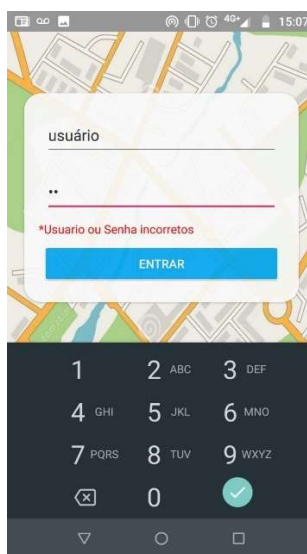 4G+ 15:07
usuário
••
*Usuario ou Senha incorretos
ENTRAR
1 2 ABC 3 DEF
4 GHI 5 JKL 6 MNO
7 PQRS 8 TUV 9 WXYZ
0